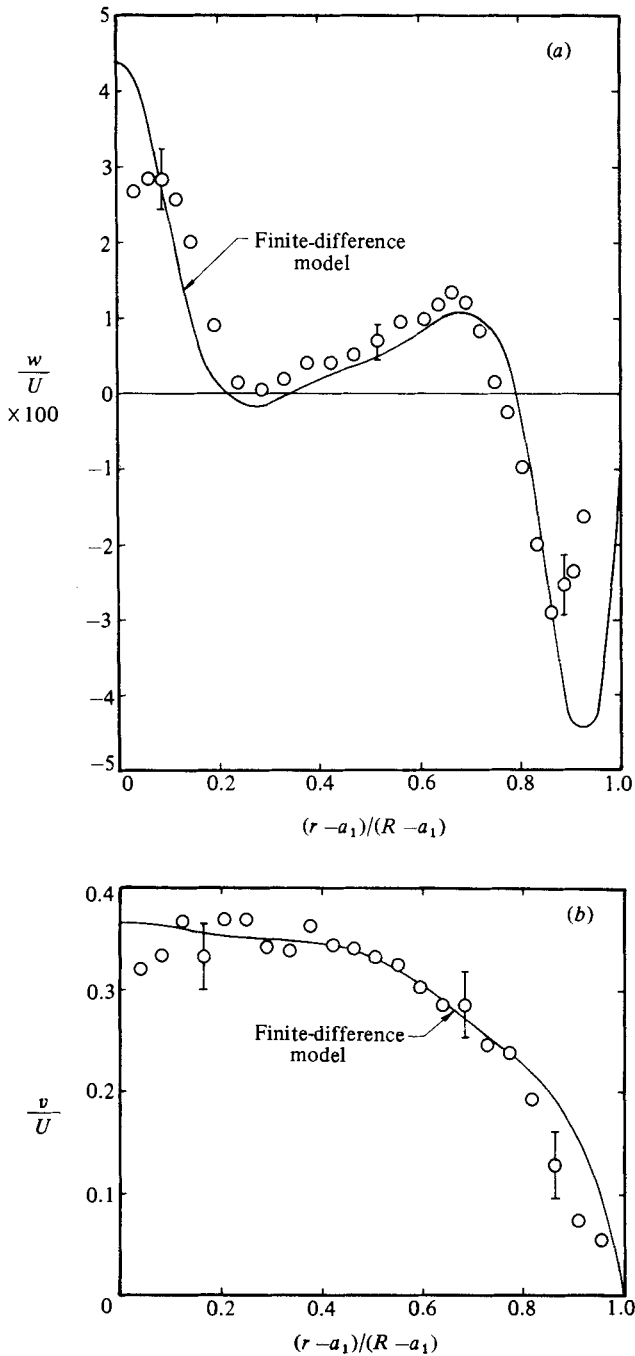 (a)
5
4
3
2
1
0
−1
−2
−3
−4
−5
w
U
×100
Finite-difference
model
0
0.2
0.4
0.6
0.8
1.0
(r −a₁)/(R −a₁)
(b)
0.4
0.3
0.2
0.1
0
v
U
Finite-difference
model
0.2
0.4
0.6
0.8
1.0
(r −a₁)/(R −a₁)